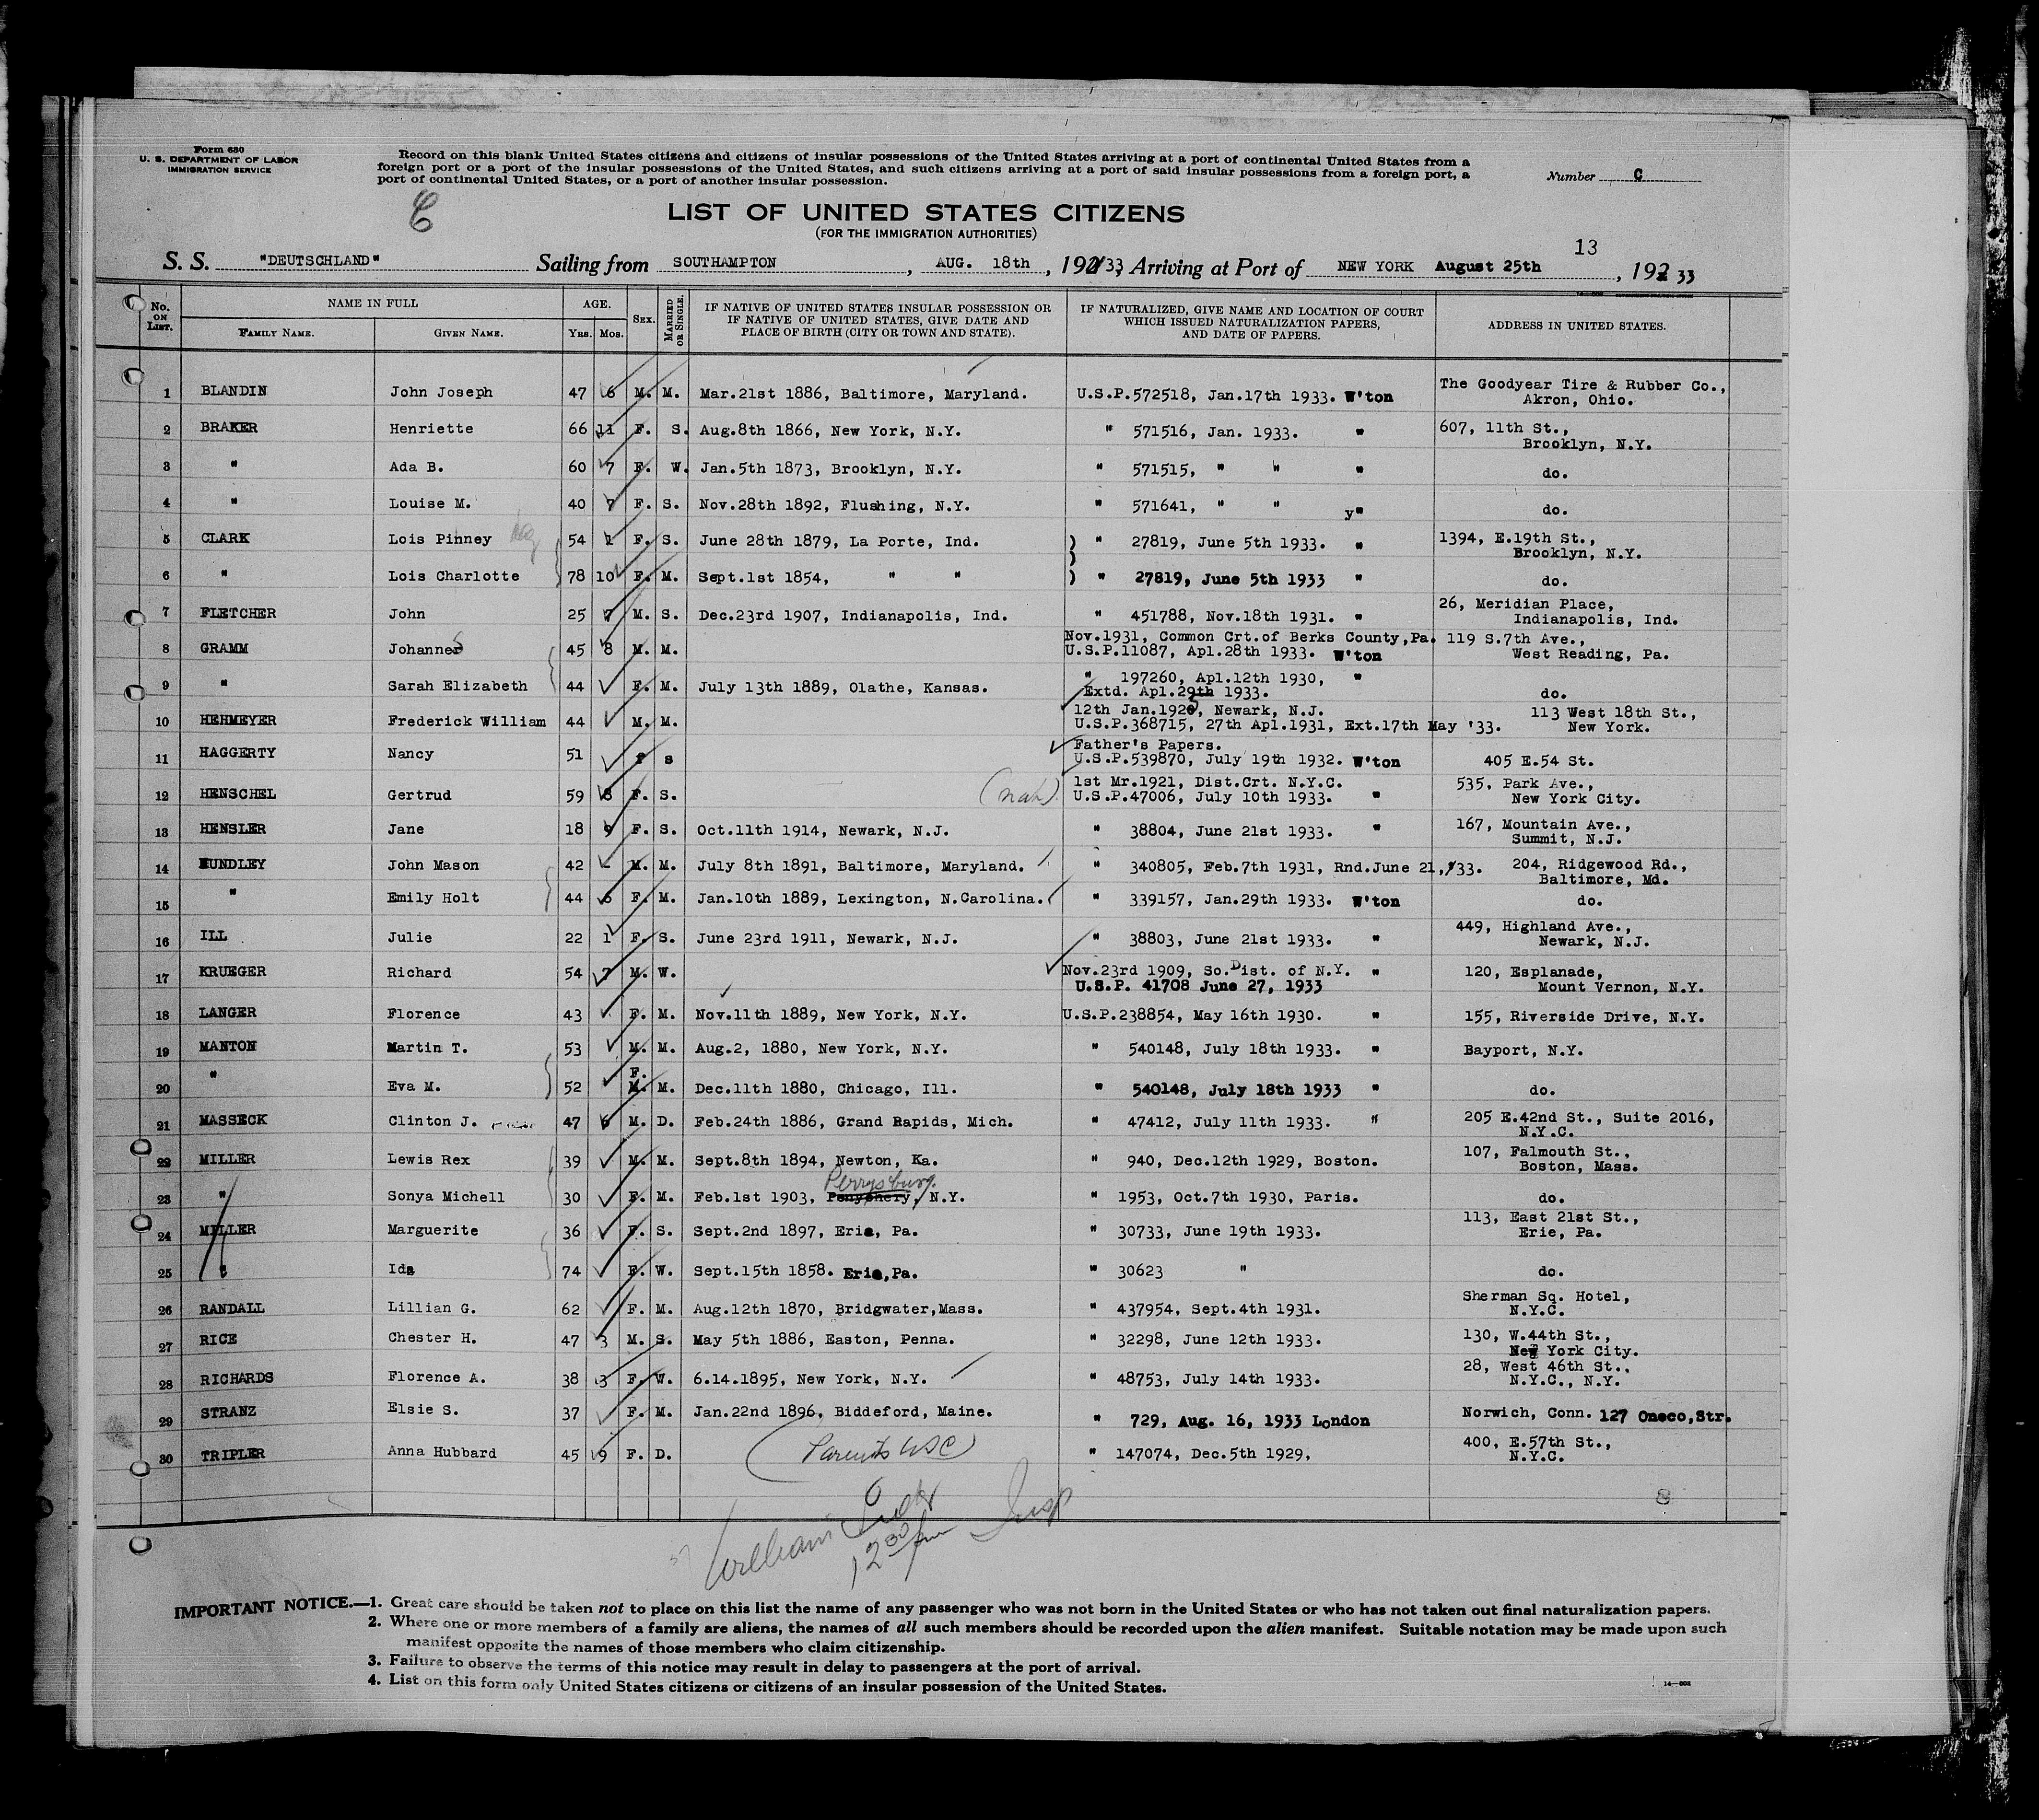 Form 630
U. S. DEPARTMENT OF LABOR
IMMIGRATION SERVICE
Record on this blank United States citizens and citizens of insular possessions of the United States arriving at a port of continental United States from a
foreign port or a port of the insular possessions of the United States, and such citizens arriving at a port of said insular possessions from a foreign port, a
port of continental United States, or a port of another insular possession.
Number C
C
LIST OF UNITED STATES CITIZENS
(FOR THE IMMIGRATION AUTHORITIES)
13
S. S. "DEUTSCHLAND" Sailing from SOUTHAMPTON, AUG. 18th, 1933, Arriving at Port of NEW YORK August 25th, 1933
No. ON LIST. NAME IN FULL FAMILY NAME. GIVEN NAME. AGE. YRS. MOS. SEX. MARRIED OR SINGLE. IF NATIVE OF UNITED STATES INSULAR POSSESSION OR IF NATIVE OF UNITED STATES, GIVE DATE AND PLACE OF BIRTH (CITY OR TOWN AND STATE). IF NATURALIZED, GIVE NAME AND LOCATION OF COURT WHICH ISSUED NATURALIZATION PAPERS, AND DATE OF PAPERS. ADDRESS IN UNITED STATES.
1 BLANDIN John Joseph 47 6 M. M. Mar.21st 1886, Baltimore, Maryland. U.S.P.572518, Jan.17th 1933. W'ton The Goodyear Tire & Rubber Co., Akron, Ohio.
2 BRAKER Henriette 66 11 F. S. Aug.8th 1866, New York, N.Y. " 571516, Jan. 1933. " 607, 11th St., Brooklyn, N.Y.
3 " Ada B. 60 7 F. W. Jan.5th 1873, Brooklyn, N.Y. " 571515, " " " do.
4 " Louise M. 40 7 F. S. Nov.28th 1892, Flushing, N.Y. " 571641, " " y" do.
5 CLARK Lois Pinney 54 1 F. S. June 28th 1879, La Porte, Ind. ) " 27819, June 5th 1933. " 1394, E.19th St., Brooklyn, N.Y.
6 " Lois Charlotte 78 10 F. M. Sept.1st 1854, " " ) " 27819, June 5th 1933 " do.
7 FLETCHER John 25 7 M. S. Dec.23rd 1907, Indianapolis, Ind. " 451788, Nov.18th 1931. " 26, Meridian Place, Indianapolis, Ind.
8 GRAMM Johannes 45 8 M. M. Nov.1931, Common Crt.of Berks County,Pa. U.S.P.11087, Apl.28th 1933. W'ton 119 S.7th Ave., West Reading, Pa.
9 " Sarah Elizabeth 44 F. M. July 13th 1889, Olathe, Kansas. " 197260, Apl.12th 1930, " Extd. Apl.29th 1933. do.
10 HEHMEYER Frederick William 44 M. M. 12th Jan.1925, Newark, N.J. U.S.P.368715, 27th Apl.1931, Ext.17th May '33. 113 West 18th St., New York.
11 HAGGERTY Nancy 51 f s Father's Papers. U.S.P.539870, July 19th 1932. W'ton 405 E.54 St.
12 HENSCHEL Gertrud 59 8 F. S. (nat) 1st Mr.1921, Dist.Crt. N.Y.C. U.S.P.47006, July 10th 1933. " 535, Park Ave., New York City.
13 HENSLER Jane 18 9 F. S. Oct.11th 1914, Newark, N.J. " 38804, June 21st 1933. " 167, Mountain Ave., Summit, N.J.
14 HUNDLEY John Mason 42 - M. M. July 8th 1891, Baltimore, Maryland. " 340805, Feb.7th 1931, Rnd.June 21,'33. 204, Ridgewood Rd., Baltimore, Md.
15 " Emily Holt 44 6 F. M. Jan.10th 1889, Lexington, N.Carolina. " 339157, Jan.29th 1933. W'ton do.
16 ILL Julie 22 1 F. S. June 23rd 1911, Newark, N.J. " 38803, June 21st 1933. " 449, Highland Ave., Newark, N.J.
17 KRUEGER Richard 54 7 M. W. Nov.23rd 1909, So.Dist. of N.Y. " U.S.P. 41708 June 27, 1933 120, Esplanade, Mount Vernon, N.Y.
18 LANGER Florence 43 F. M. Nov.11th 1889, New York, N.Y. U.S.P.238854, May 16th 1930. " 155, Riverside Drive, N.Y.
19 MANTON Martin T. 53 M. M. Aug.2, 1880, New York, N.Y. " 540148, July 18th 1933. " Bayport, N.Y.
20 " Eva M. 52 F. M. M. Dec.11th 1880, Chicago, Ill. " 540148, July 18th 1933 " do.
21 MASSECK Clinton J. 47 6 M. D. Feb.24th 1886, Grand Rapids, Mich. " 47412, July 11th 1933. " 205 E.42nd St., Suite 2016, N.Y.C.
22 MILLER Lewis Rex 39 M. M. Sept.8th 1894, Newton, Ka. " 940, Dec.12th 1929, Boston. 107, Falmouth St., Boston, Mass.
23 " Sonya Michell 30 F. M. Feb.1st 1903, Perrysburg. N.Y. " 1953, Oct.7th 1930, Paris. do.
24 MILLER Marguerite 36 F. S. Sept.2nd 1897, Erie, Pa. " 30733, June 19th 1933. 113, East 21st St., Erie, Pa.
25 " Ida 74 F. W. Sept.15th 1858. Erie,Pa. " 30623 " do.
26 RANDALL Lillian G. 62 F. M. Aug.12th 1870, Bridgwater,Mass. " 437954, Sept.4th 1931. Sherman Sq. Hotel, N.Y.C.
27 RICE Chester H. 47 3 M. S. May 5th 1886, Easton, Penna. " 32298, June 12th 1933. 130, W.44th St., New York City.
28 RICHARDS Florence A. 38 3 F. W. 6.14.1895, New York, N.Y. " 48753, July 14th 1933. 28, West 46th St., N.Y.C., N.Y.
29 STRANZ Elsie S. 37 F. M. Jan.22nd 1896, Biddeford, Maine. " 729, Aug. 16, 1933 London Norwich, Conn. 127 Oneco,Str.
30 TRIPLER Anna Hubbard 45 9 F. D. (Parents USC) " 147074, Dec.5th 1929, 400, E.57th St., N.Y.C.
8
William Insp
12 30 pm
IMPORTANT NOTICE.—1. Great care should be taken not to place on this list the name of any passenger who was not born in the United States or who has not taken out final naturalization papers.
2. Where one or more members of a family are aliens, the names of all such members should be recorded upon the alien manifest. Suitable notation may be made upon such
manifest opposite the names of those members who claim citizenship.
3. Failure to observe the terms of this notice may result in delay to passengers at the port of arrival.
4. List on this form only United States citizens or citizens of an insular possession of the United States.